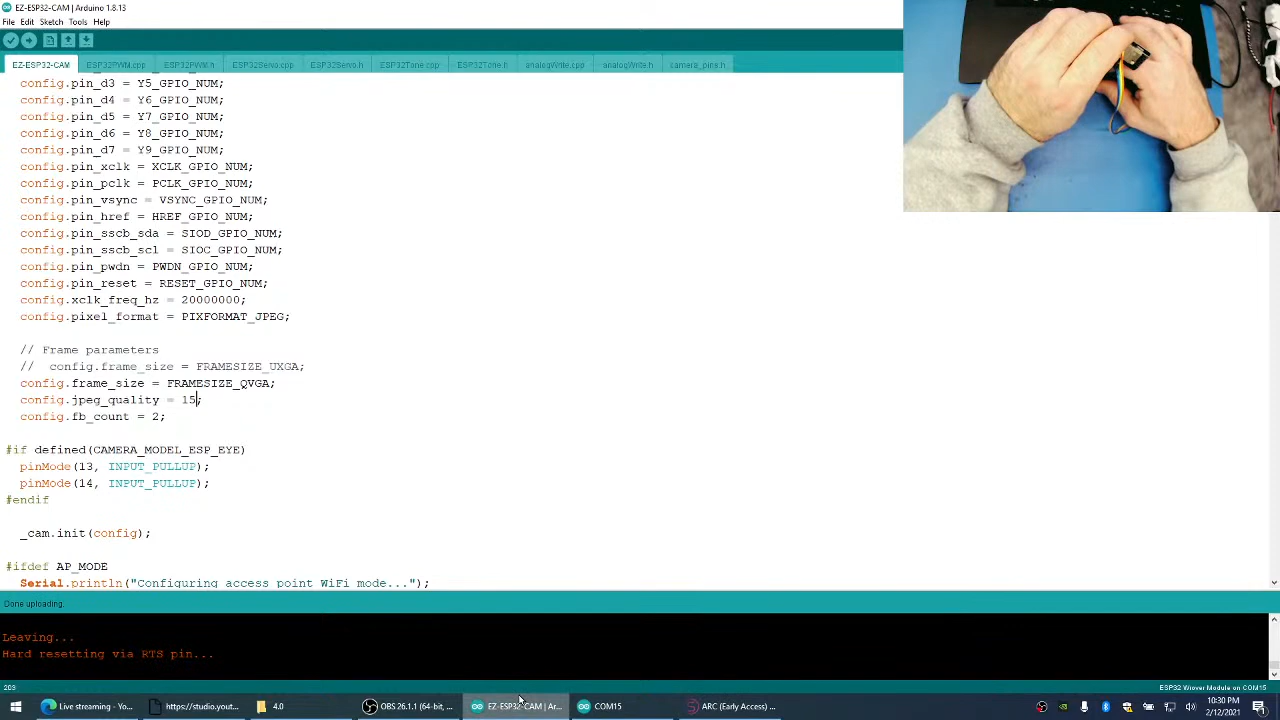 EZ-ESP32-CAM | Arduino 1.8.13
File Edit Sketch Tools Help
EZ-ESP32-CAM ESP32PWM.cpp ESP32PWM.h ESP32Servo.cpp ESP32Servo.h ESP32Tone.cpp ESP32Tone.h analogWrite.cpp analogWrite.h camera_pins.h
config.pin_d3 = Y5_GPIO_NUM;
config.pin_d4 = Y6_GPIO_NUM;
config.pin_d5 = Y7_GPIO_NUM;
config.pin_d6 = Y8_GPIO_NUM;
config.pin_d7 = Y9_GPIO_NUM;
config.pin_xclk = XCLK_GPIO_NUM;
config.pin_pclk = PCLK_GPIO_NUM;
config.pin_vsync = VSYNC_GPIO_NUM;
config.pin_href = HREF_GPIO_NUM;
config.pin_sscb_sda = SIOD_GPIO_NUM;
config.pin_sscb_scl = SIOC_GPIO_NUM;
config.pin_pwdn = PWDN_GPIO_NUM;
config.pin_reset = RESET_GPIO_NUM;
config.xclk_freq_hz = 20000000;
config.pixel_format = PIXFORMAT_JPEG;
// Frame parameters
// config.frame_size = FRAMESIZE_UXGA;
config.frame_size = FRAMESIZE_QVGA;
config.jpeg_quality = 15;
config.fb_count = 2;
#if defined(CAMERA_MODEL_ESP_EYE)
pinMode(13, INPUT_PULLUP);
pinMode(14, INPUT_PULLUP);
#endif
_cam.init(config);
#ifdef AP_MODE
Serial.println("Configuring access point WiFi mode...");
Done uploading.
Leaving...
Hard resetting via RTS pin...
203 ESP32 Wrover Module on COM15
Live streaming - Yo... https://studio.yout... 4.0 OBS 26.1.1 (64-bit, ... EZ-ESP32-CAM | Ar... COM15 ARC (Early Access) ... 10:30 PM
2/12/2021